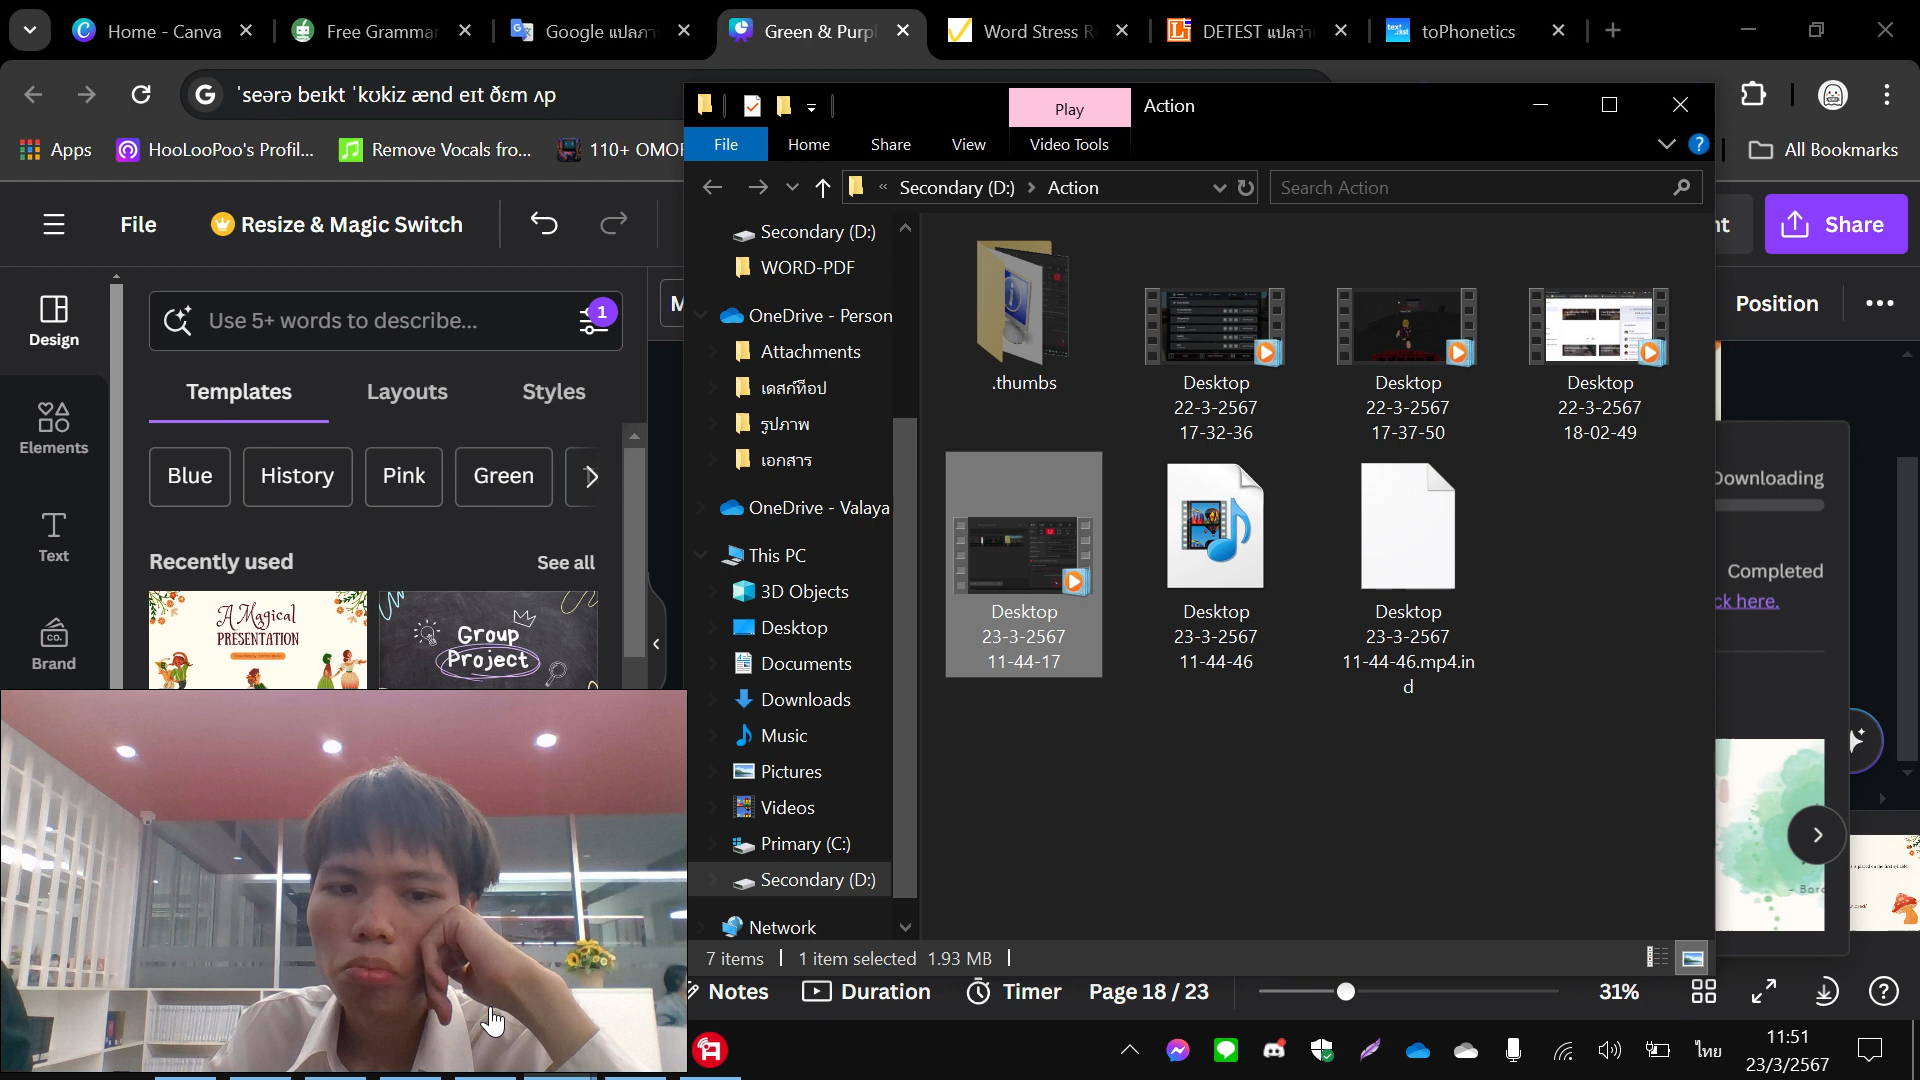 Home - Canva
Free Grammar
Google แปลภา
Green & Purpl
Word Stress R
DETEST แปลว่า
toPhonetics
ˈseərə beɪkt ˈkʊkiz ænd eɪt ðɛm ʌp
Apps
HooLooPoo's Profil...
Remove Vocals fro...
110+ OMOR
All Bookmarks
Play
Action
File
Home
Share
View
Video Tools
« Secondary (D:) > Action
Search Action
File
Resize & Magic Switch
nt
Share
Position
Design
Elements
Text
Brand
Use 5+ words to describe...
1
Templates
Layouts
Styles
Blue
History
Pink
Green
Recently used
See all
A Magical
PRESENTATION
Group
Project
Secondary (D:)
WORD-PDF
OneDrive - Person
Attachments
เดสก์ท็อป
รูปภาพ
เอกสาร
OneDrive - Valaya
This PC
3D Objects
Desktop
Documents
Downloads
Music
Pictures
Videos
Primary (C:)
Secondary (D:)
Network
.thumbs
Desktop
22-3-2567
17-32-36
Desktop
22-3-2567
17-37-50
Desktop
22-3-2567
18-02-49
Desktop
23-3-2567
11-44-17
Desktop
23-3-2567
11-44-46
Desktop
23-3-2567
11-44-46.mp4.in
d
Downloading
Completed
ck here.
7 items
1 item selected 1.93 MB
Notes
Duration
Timer
Page 18 / 23
31%
ไทย
11:51
23/3/2567